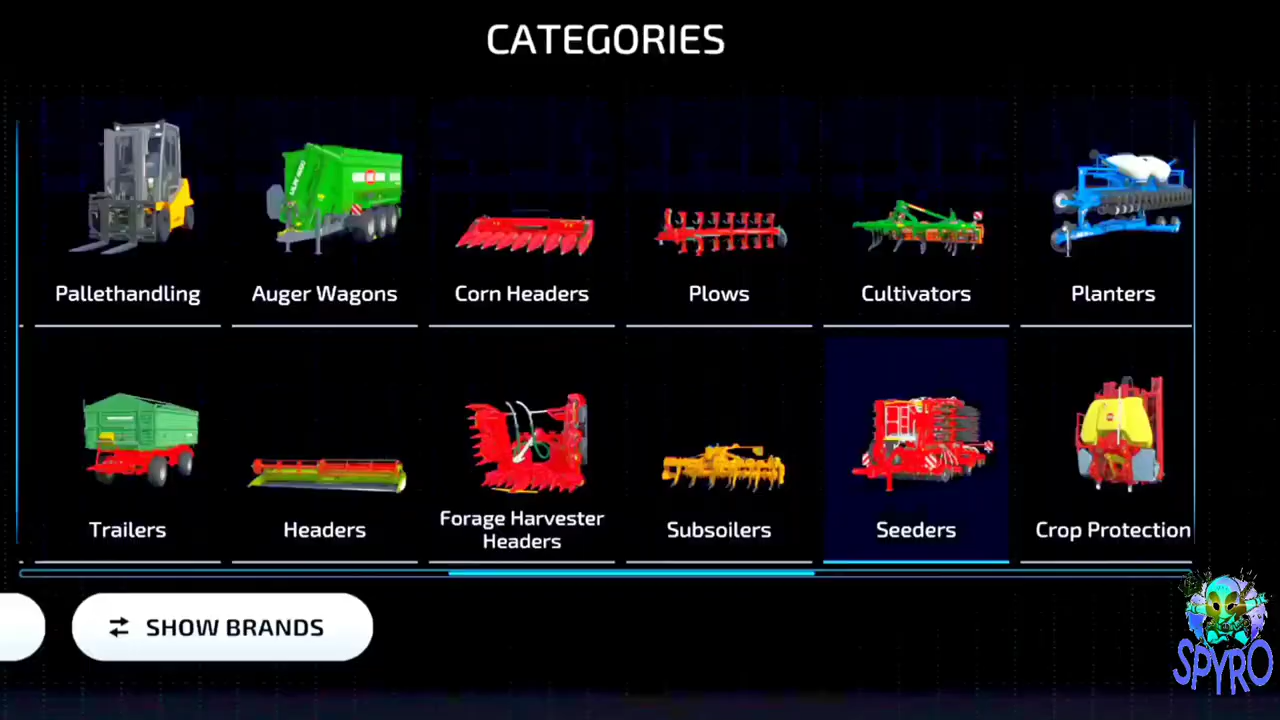 CATEGORIES
Pallethandling
Auger Wagons
Corn Headers
Plows
Cultivators
Planters
Trailers
Headers
Forage Harvester
Headers
Subsoilers
Seeders
Crop Protection
SHOW BRANDS
SPYRO